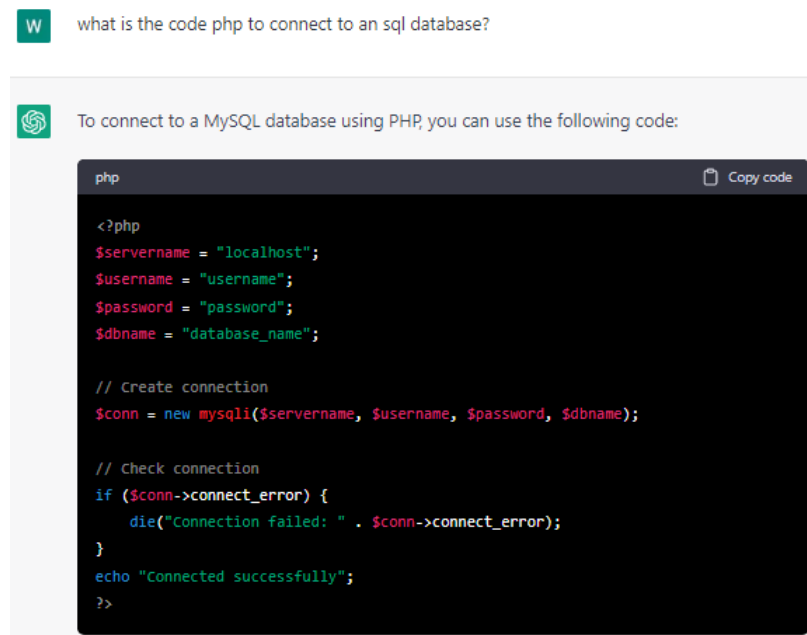 W
what is the code php to connect to an sql database?
To connect to a MySQL database using PHP, you can use the following code:
php
Copy code
<?php
$servername = "localhost";
$username = "username";
$password = "password";
$dbname = "database_name";
// Create connection
$conn = new mysqli($servername, $username, $password, $dbname);
// Check connection
if ($conn->connect_error) {
    die("Connection failed: " . $conn->connect_error);
}
echo "Connected successfully";
?>